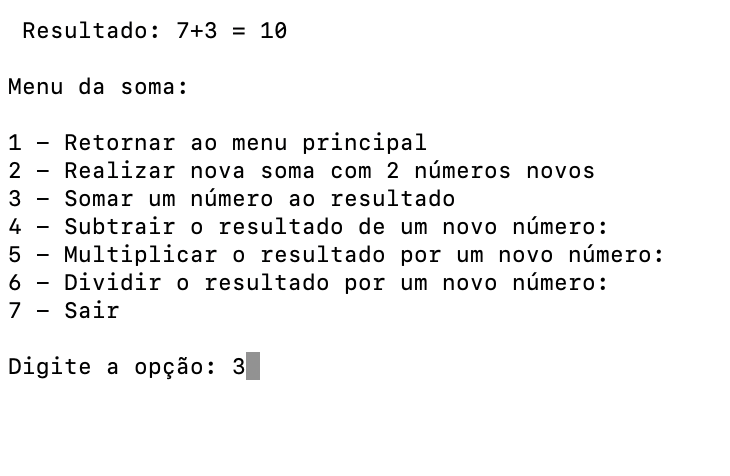 Resultado: 7+3 = 10
Menu da soma:
1 – Retornar ao menu principal
2 – Realizar nova soma com 2 números novos
3 – Somar um número ao resultado
4 – Subtrair o resultado de um novo número:
5 – Multiplicar o resultado por um novo número:
6 – Dividir o resultado por um novo número:
7 – Sair
Digite a opção: 3